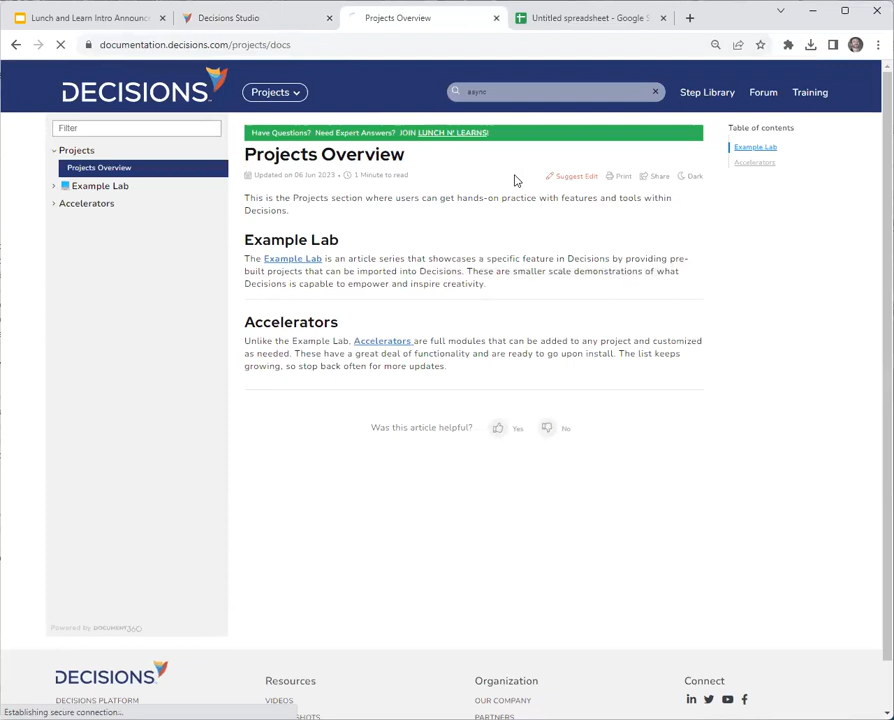 Lunch and Learn Intro Announc
Decisions Studio
Projects Overview
Untitled spreadsheet - Google S
documentation.decisions.com/projects/docs
DECISIONS
Projects
async
Step Library
Forum
Training
Filter
Projects
Projects Overview
Example Lab
Accelerators
Powered by DOCUMENT360
Have Questions? Need Expert Answers? JOIN LUNCH N' LEARNS!
Projects Overview
Updated on 06 Jun 2023 • 1 Minute to read
Suggest Edit
Print
Share
Dark
This is the Projects section where users can get hands-on practice with features and tools within
Decisions.
Example Lab
The Example Lab is an article series that showcases a specific feature in Decisions by providing pre-
built projects that can be imported into Decisions. These are smaller scale demonstrations of what
Decisions is capable to empower and inspire creativity.
Accelerators
Unlike the Example Lab, Accelerators are full modules that can be added to any project and customized
as needed. These have a great deal of functionality and are ready to go upon install. The list keeps
growing, so stop back often for more updates.
Was this article helpful?
Yes
No
Table of contents
Example Lab
Accelerators
DECISIONS
DECISIONS PLATFORM
Resources
VIDEOS
Organization
OUR COMPANY
PARTNERS
Connect
Establishing secure connection...